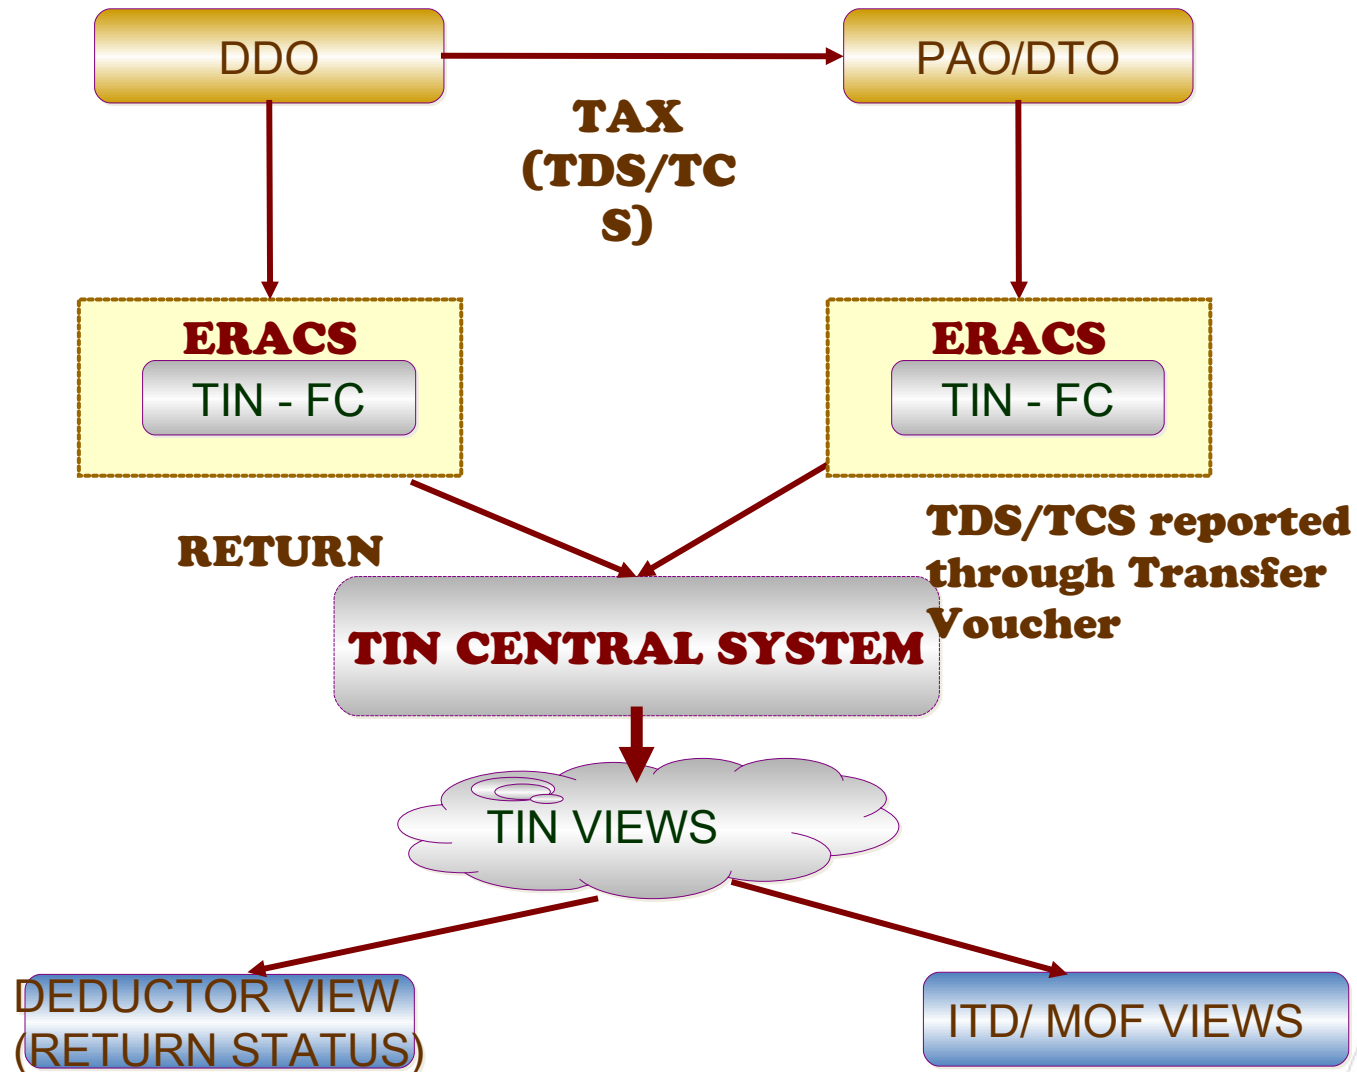 DDO
PAO/DTO
TAX
(TDS/TC
S)
ERACS
TIN - FC
ERACS
TIN - FC
RETURN
TDS/TCS reported
through Transfer
Voucher
TIN CENTRAL SYSTEM
TIN VIEWS
DEDUCTOR VIEW
(RETURN STATUS)
ITD/ MOF VIEWS